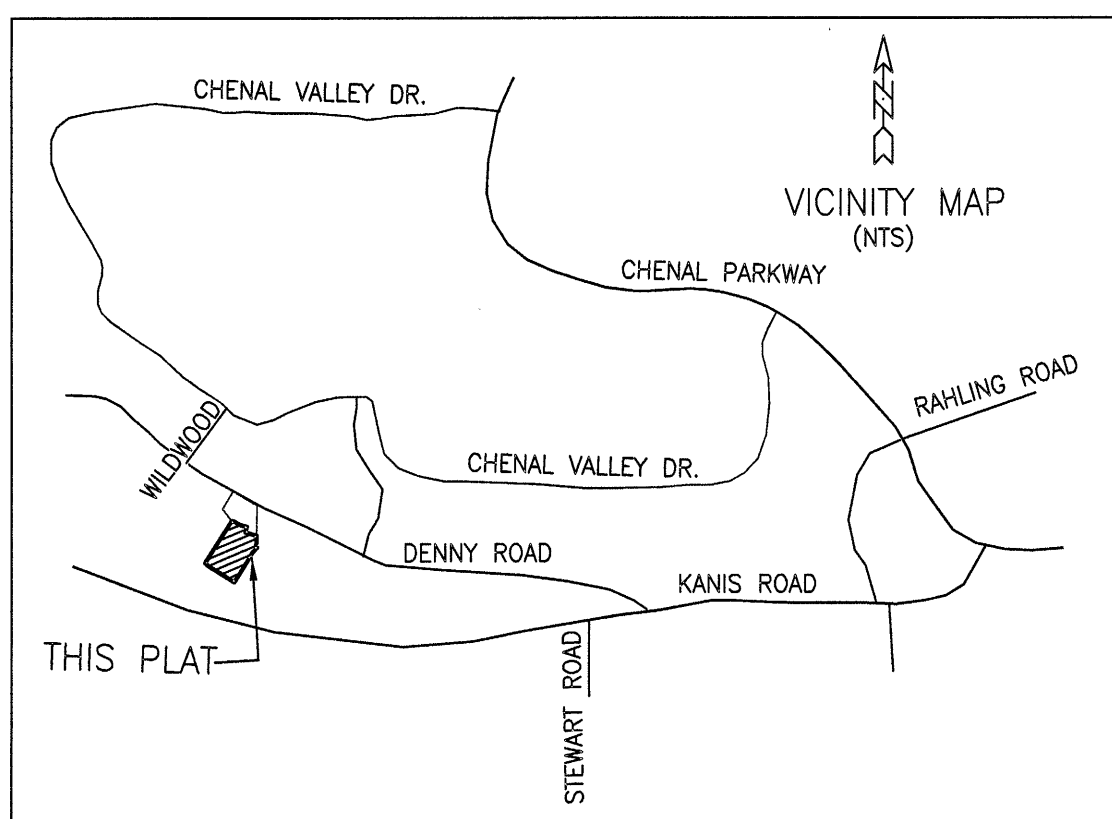 CHENAL VALLEY DR.
VICINITY MAP
(NTS)
CHENAL PARKWAY
RAHLING ROAD
WILDWOOD
CHENAL VALLEY DR.
DENNY ROAD
KANIS ROAD
THIS PLAT
STEWART ROAD
N